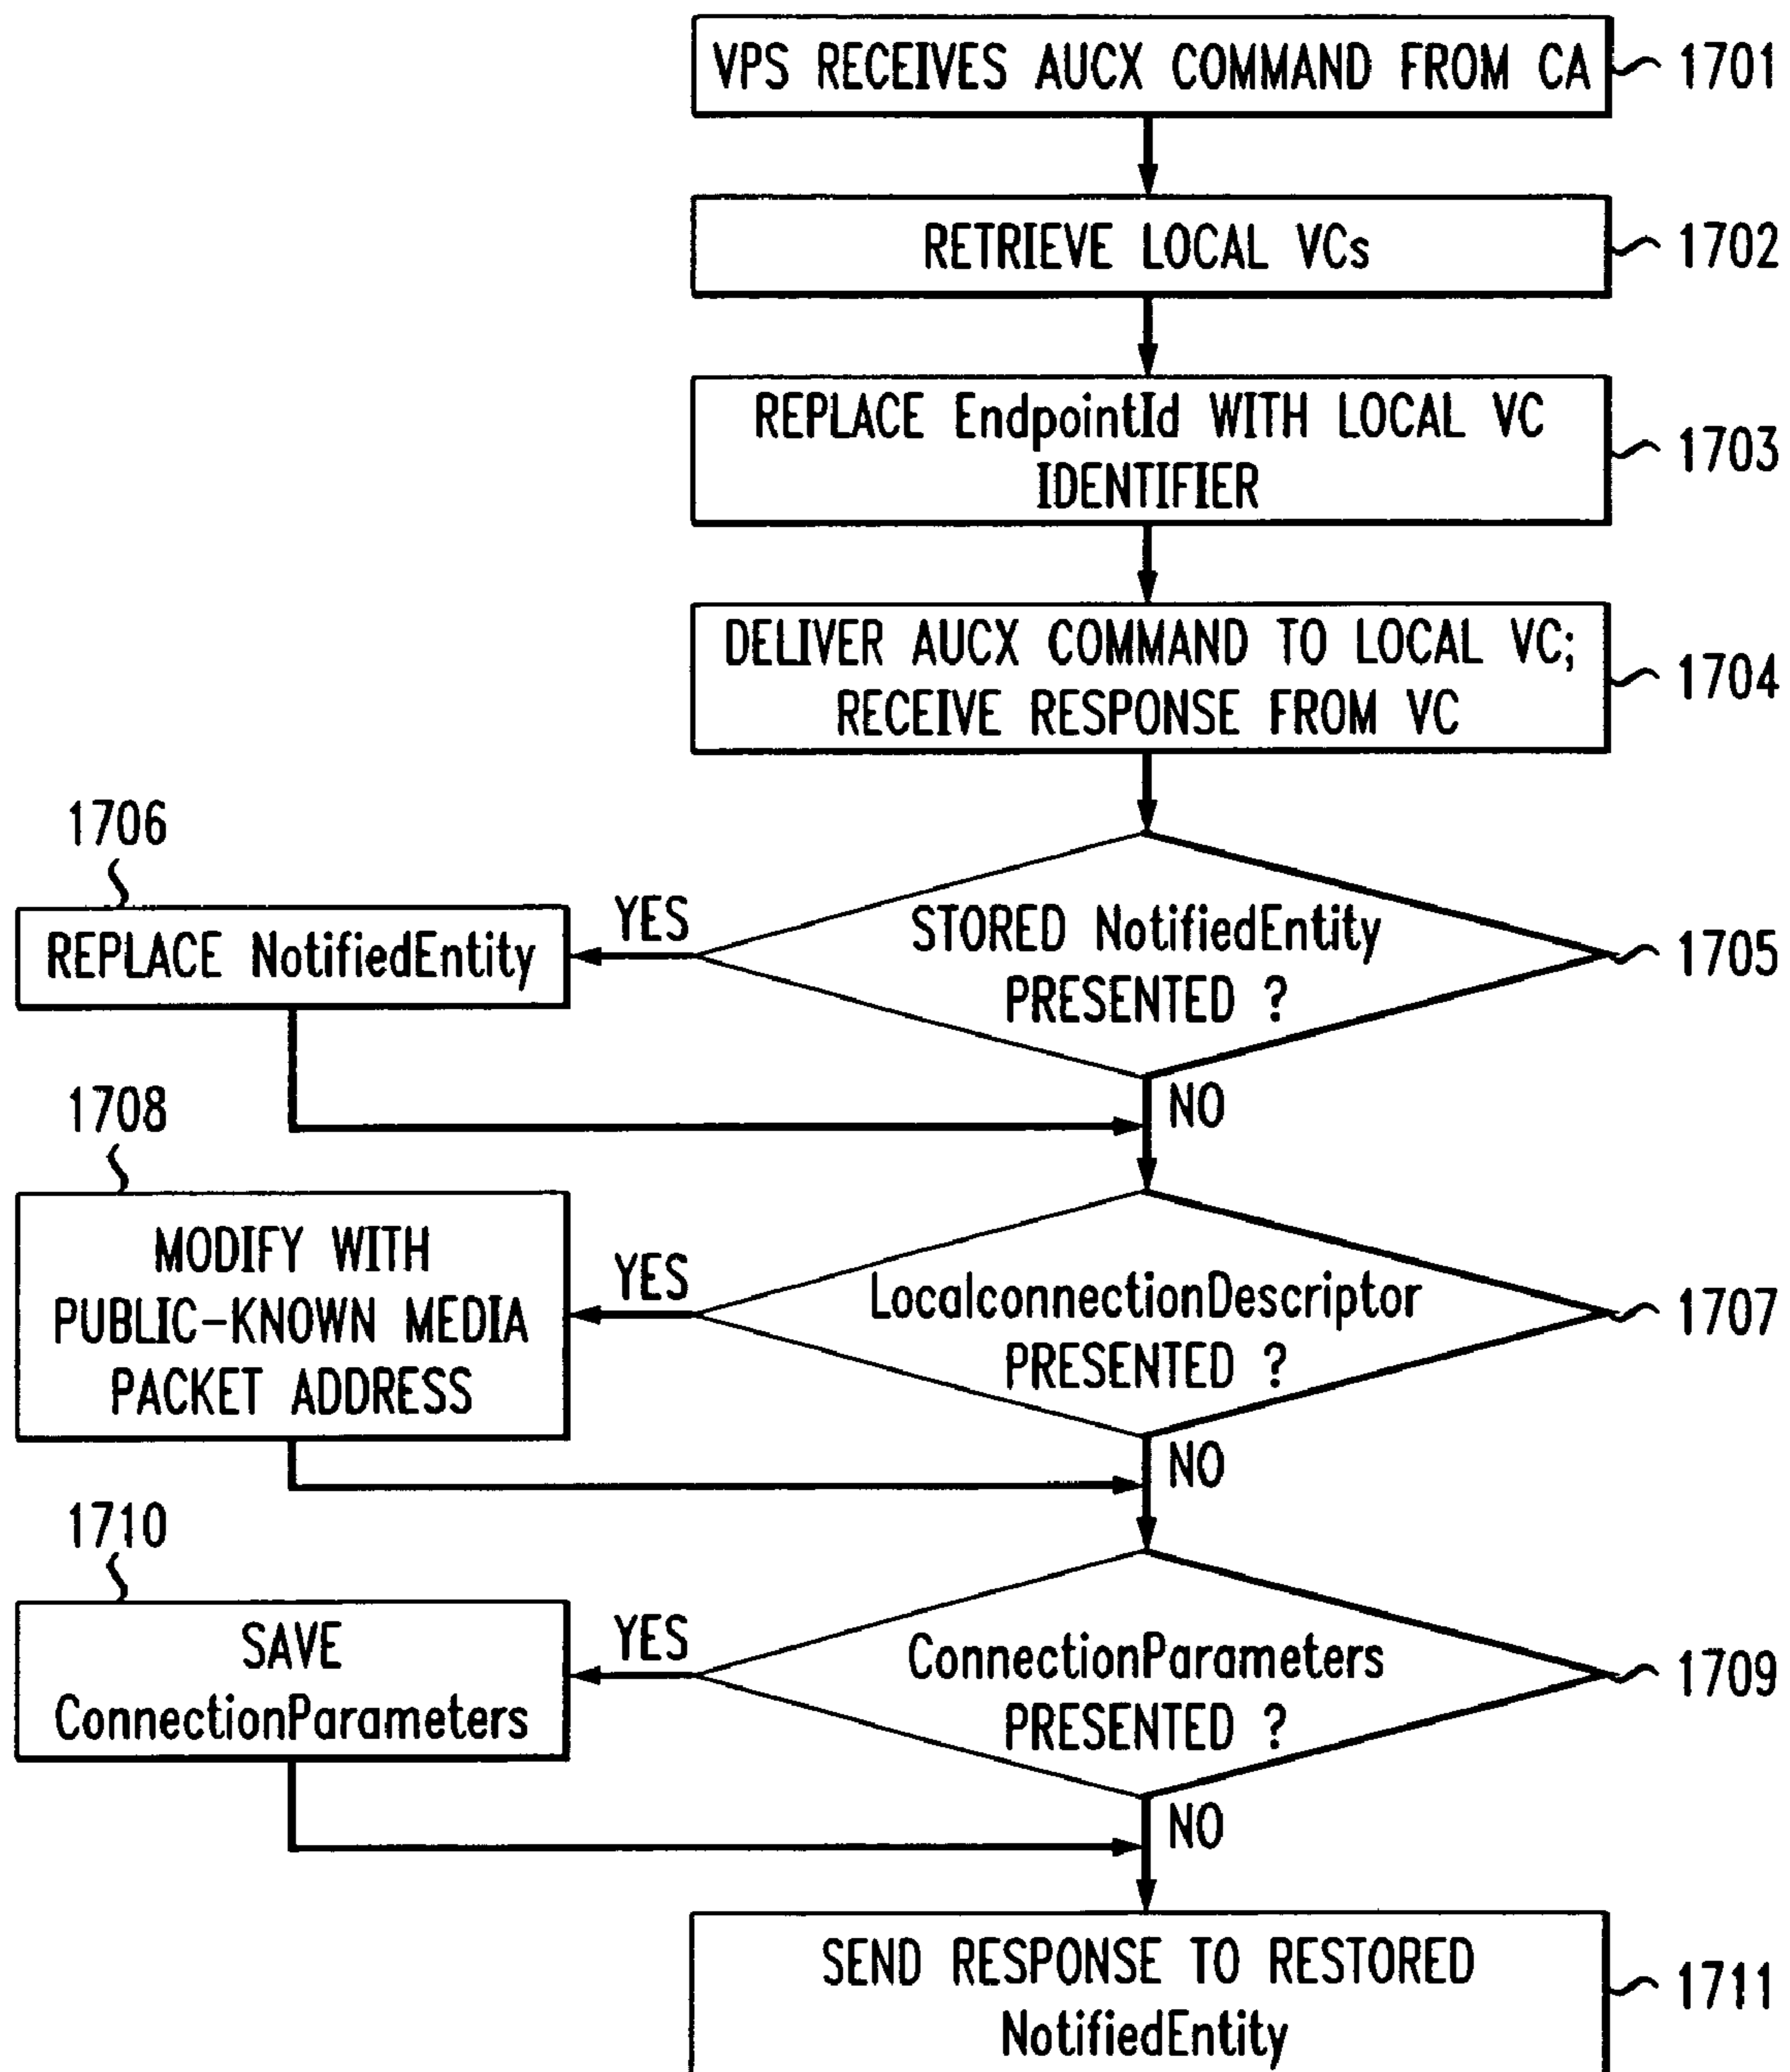 VPS RECEIVES AUCX COMMAND FROM CA
1701
RETRIEVE LOCAL VCs
1702
REPLACE EndpointId WITH LOCAL VC
IDENTIFIER
1703
DELIVER AUCX COMMAND TO LOCAL VC;
RECEIVE RESPONSE FROM VC
1704
STORED NotifiedEntity
PRESENTED ?
1705
YES
1706
REPLACE NotifiedEntity
NO
LocalconnectionDescriptor
PRESENTED ?
1707
YES
1708
MODIFY WITH
PUBLIC-KNOWN MEDIA
PACKET ADDRESS
NO
ConnectionParameters
PRESENTED ?
1709
YES
1710
SAVE
ConnectionParameters
NO
SEND RESPONSE TO RESTORED
NotifiedEntity
1711